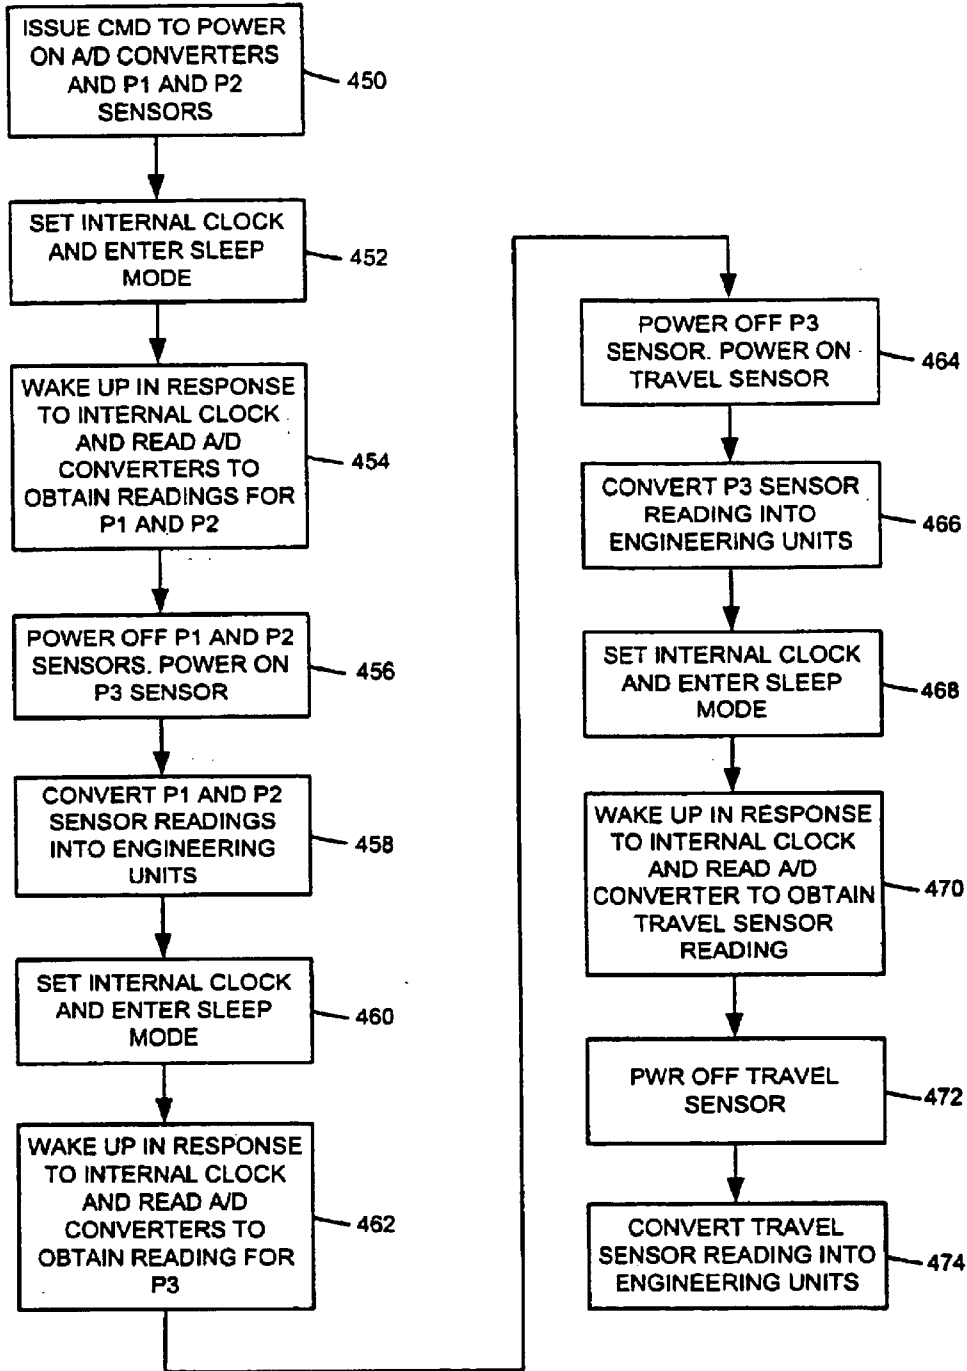 ISSUE CMD TO POWER
ON A/D CONVERTERS
AND P1 AND P2
SENSORS
450
SET INTERNAL CLOCK
AND ENTER SLEEP
MODE
452
WAKE UP IN RESPONSE
TO INTERNAL CLOCK
AND READ A/D
CONVERTERS TO
OBTAIN READINGS FOR
P1 AND P2
454
POWER OFF P1 AND P2
SENSORS. POWER ON
P3 SENSOR
456
CONVERT P1 AND P2
SENSOR READINGS
INTO ENGINEERING
UNITS
458
SET INTERNAL CLOCK
AND ENTER SLEEP
MODE
460
WAKE UP IN RESPONSE
TO INTERNAL CLOCK
AND READ A/D
CONVERTERS TO
OBTAIN READING FOR
P3
462
POWER OFF P3
SENSOR. POWER ON
TRAVEL SENSOR
464
CONVERT P3 SENSOR
READING INTO
ENGINEERING UNITS
466
SET INTERNAL CLOCK
AND ENTER SLEEP
MODE
468
WAKE UP IN RESPONSE
TO INTERNAL CLOCK
AND READ A/D
CONVERTER TO OBTAIN
TRAVEL SENSOR
READING
470
PWR OFF TRAVEL
SENSOR
472
CONVERT TRAVEL
SENSOR READING INTO
ENGINEERING UNITS
474